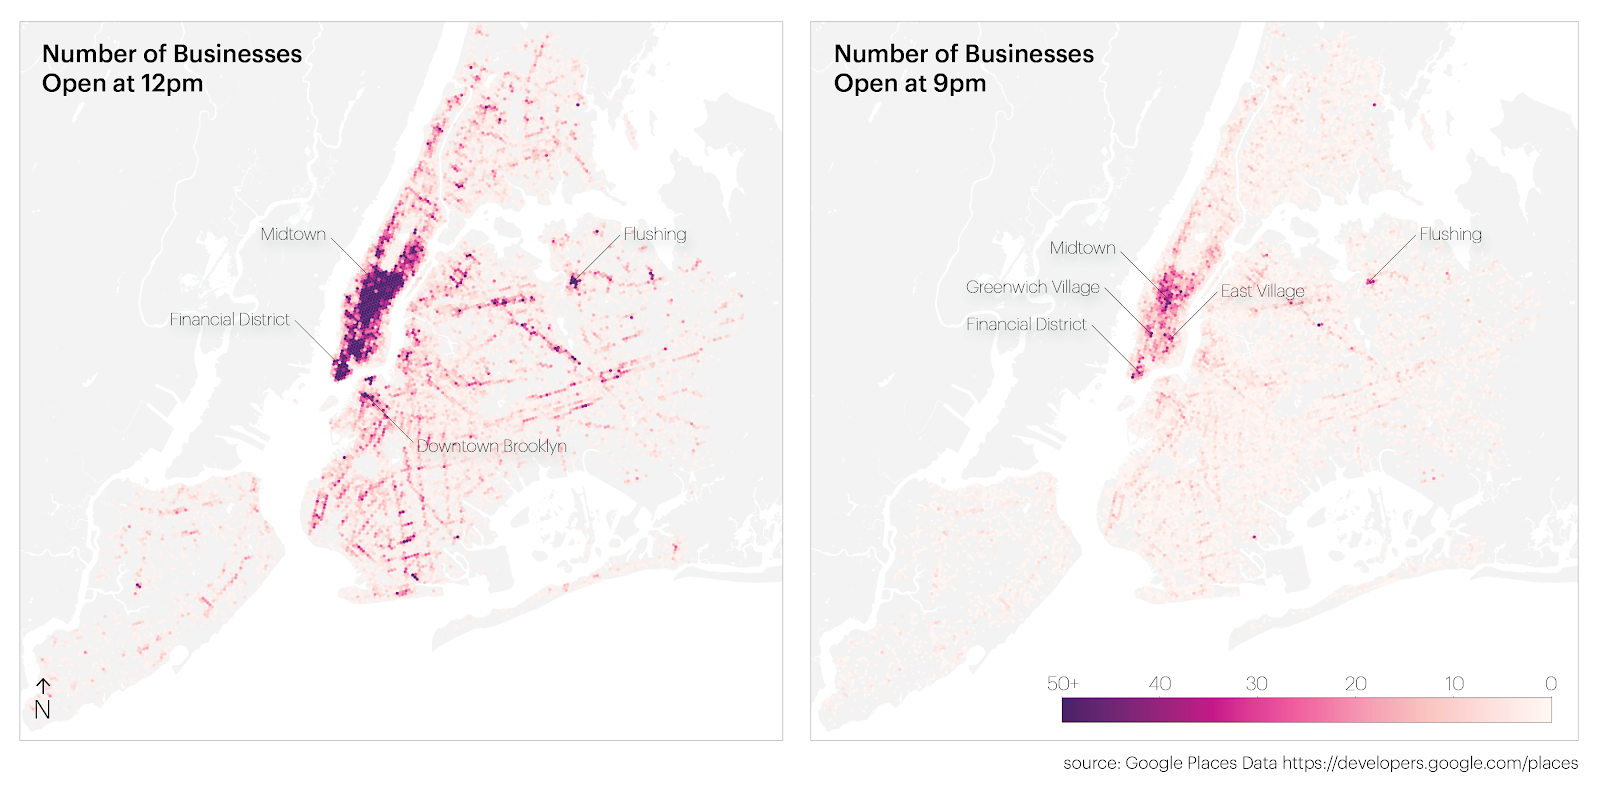 Number of Businesses
Open at 12pm
Midtown
Flushing
Financial District
Downtown Brooklyn
N
Number of Businesses
Open at 9pm
Flushing
Midtown
Greenwich Village
East Village
Financial District
50+ 40 30 20 10 0
source: Google Places Data https://developers.google.com/places